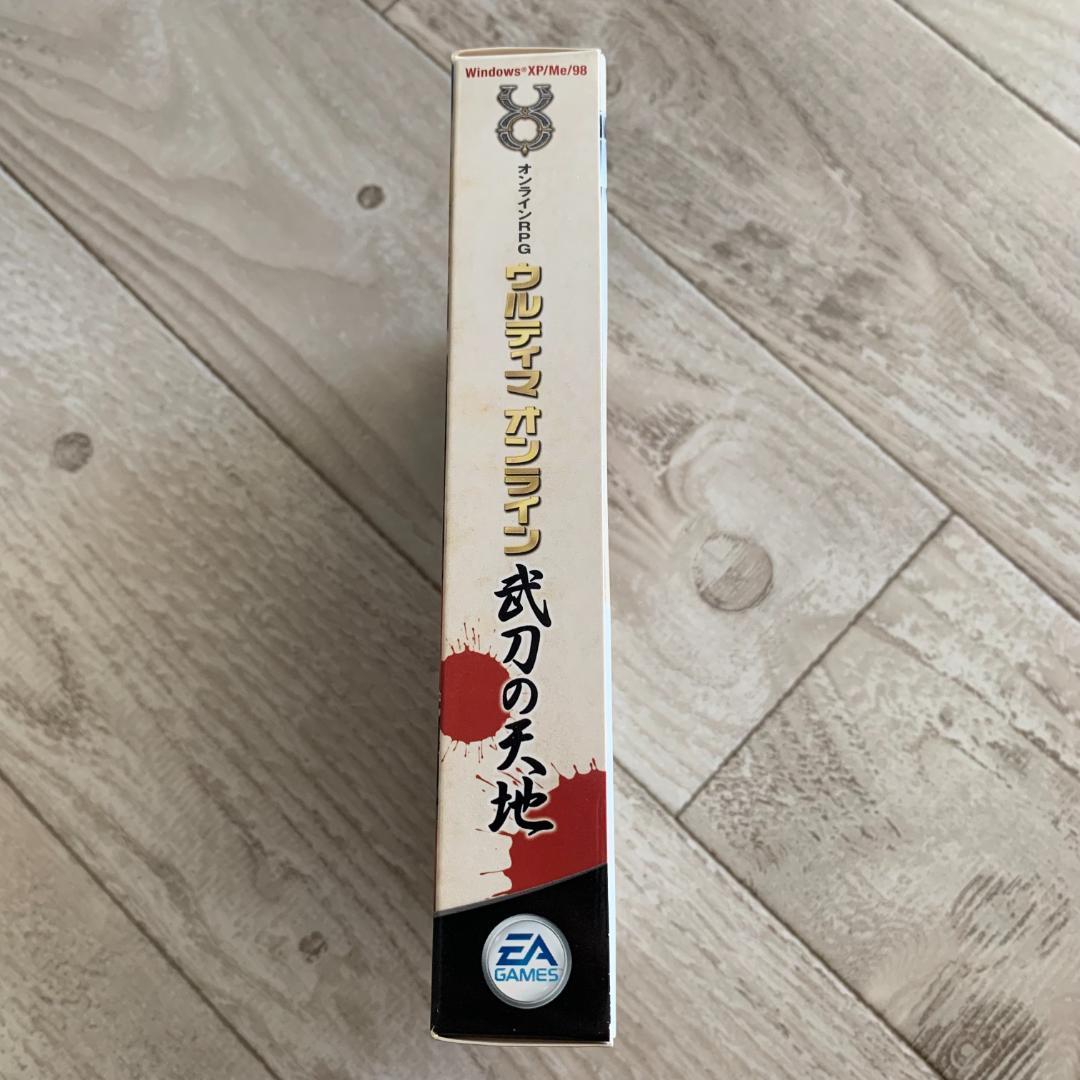 Windows® XP/Me/98
オンラインRPG
ウルティマ オンライン
武刀の天地
EA
GAMES